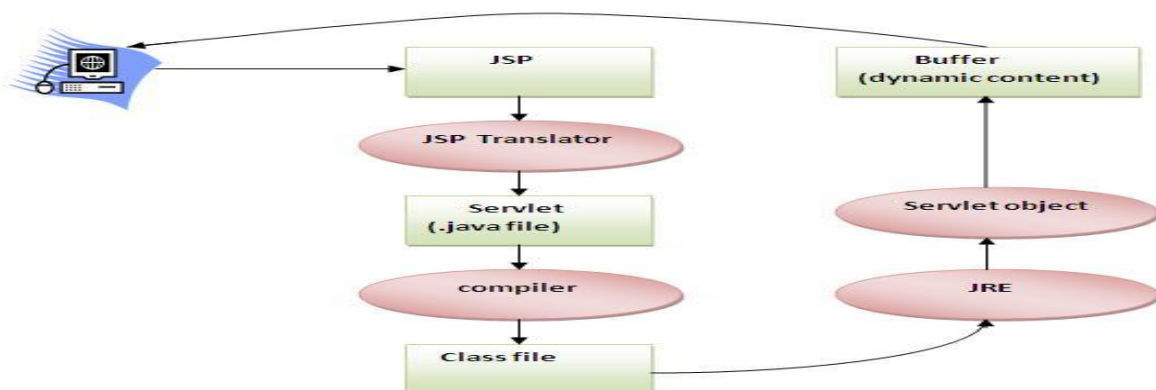 JSP
JSP Translator
Servlet
(.java file)
compiler
Class file
JRE
Servlet object
Buffer
(dynamic content)